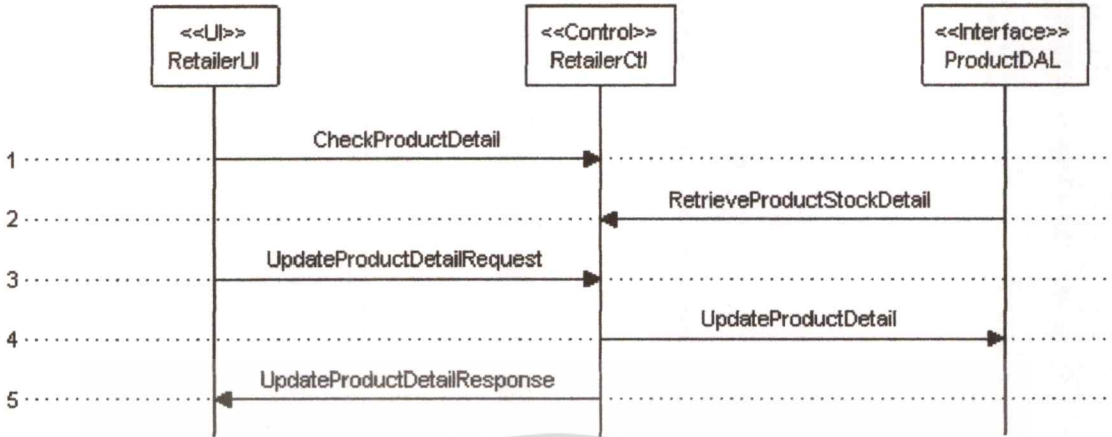 <<UI>>
RetailerUI
<<Control>>
RetailerCtl
<<Interface>>
ProductDAL
1
CheckProductDetail
2
RetrieveProductStockDetail
3
UpdateProductDetailRequest
4
UpdateProductDetail
5
UpdateProductDetailResponse